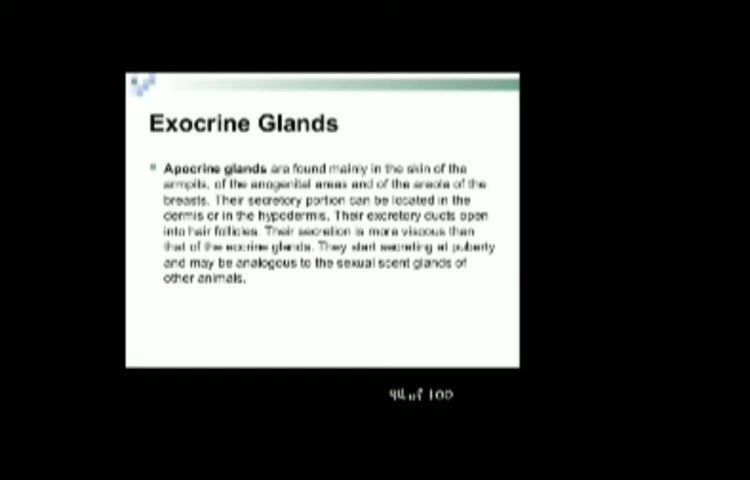 Exocrine Glands
Apocrine glands are found mainly in the skin of the
armpits, of the anogenital areas and of the areola of the
breasts. Their secretory portion can be located in the
dermis or in the hypodermis. Their excretory ducts open
into hair follicles. Their secretion is more viscous than
that of the eccrine glands. They start secreting at puberty
and may be analogous to the sexual scent glands of
other animals.
of 100